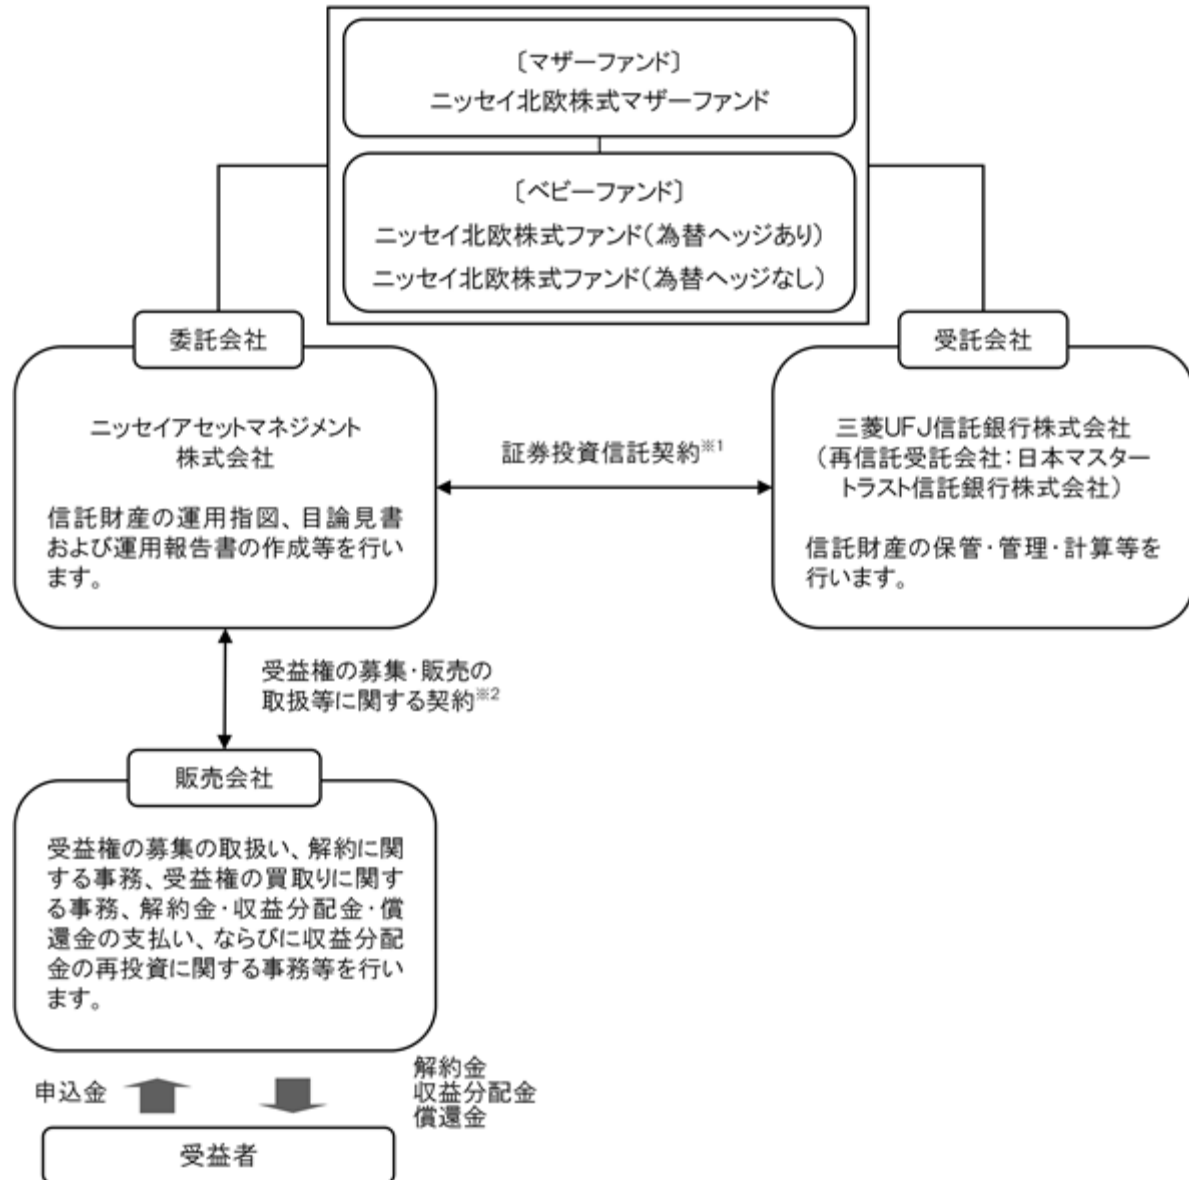 〔マザーファンド〕
ニッセイ北欧株式マザーファンド
〔ベビーファンド〕
ニッセイ北欧株式ファンド(為替ヘッジあり)
ニッセイ北欧株式ファンド(為替ヘッジなし)
委託会社
ニッセイアセットマネジメント
株式会社
信託財産の運用指図、目論見書
および運用報告書の作成等を行い
ます。
証券投資信託契約※1
受託会社
三菱UFJ信託銀行株式会社
(再信託受託会社:日本マスター
トラスト信託銀行株式会社)
信託財産の保管・管理・計算等を
行います。
受益権の募集・販売の
取扱等に関する契約※2
販売会社
受益権の募集の取扱い、解約に関
する事務、受益権の買取りに関す
る事務、解約金・収益分配金・償
還金の支払い、ならびに収益分配
金の再投資に関する事務等を行い
ます。
申込金
解約金
収益分配金
償還金
受益者